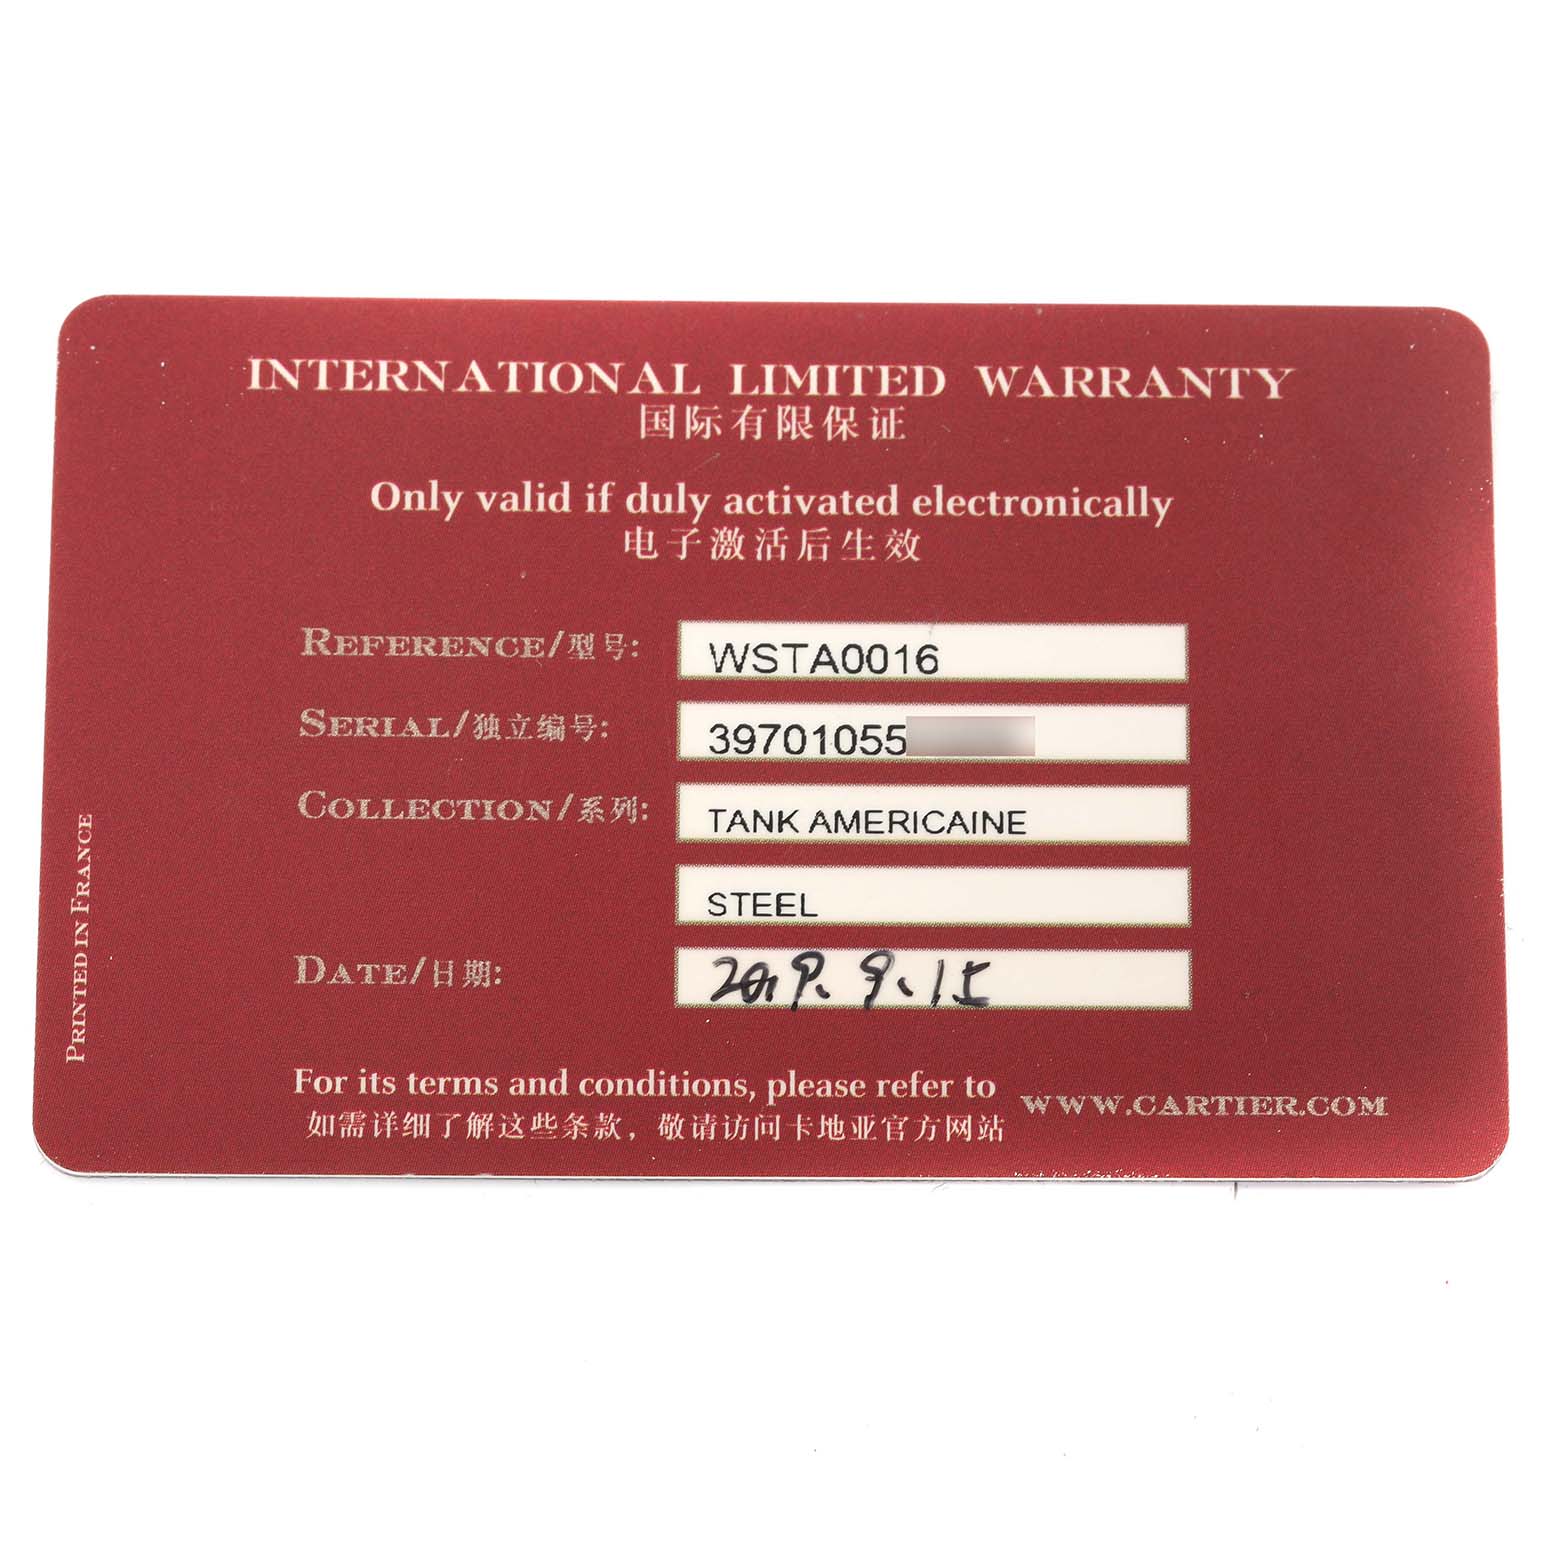 INTERNATIONAL LIMITED WARRANTY
国际有限保证
Only valid if duly activated electronically
电子激活后生效
REFERENCE/型号: WSTA0016
SERIAL/独立编号: 39701055
COLLECTION/系列: TANK AMERICAINE
STEEL
DATE/日期: 2019. 9. 15
For its terms and conditions, please refer to WWW.CARTIER.COM
如需详细了解这些条款，敬请访问卡地亚官方网站
PRINTED IN FRANCE